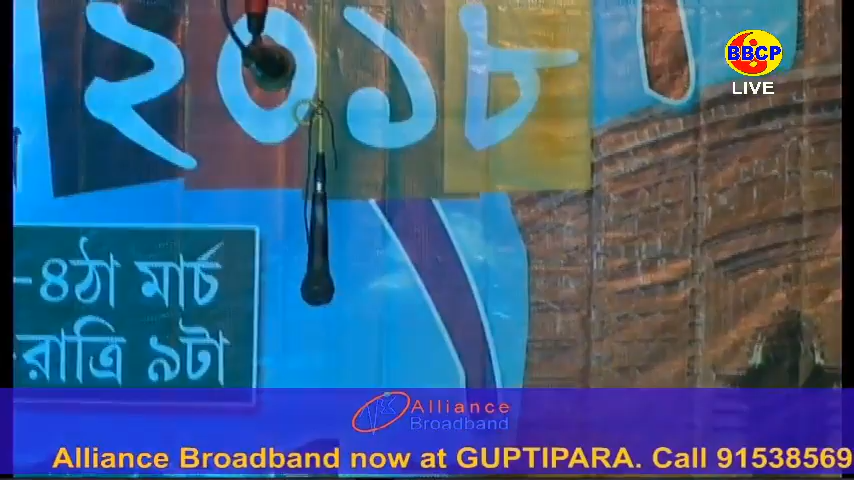 ২০১৮
BBCP
LIVE
-৪ঠা মার্চ
-রাত্রি ৯টা
Alliance
Broadband
Alliance Broadband now at GUPTIPARA. Call 91538569